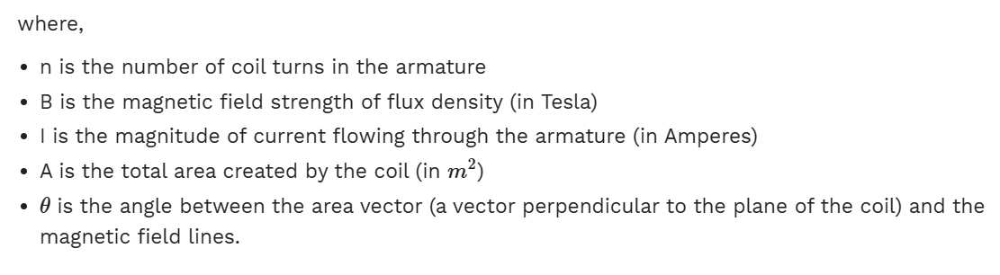 where,
• n is the number of coil turns in the armature
• B is the magnetic field strength of flux density (in Tesla)
• I is the magnitude of current flowing through the armature (in Amperes)
• A is the total area created by the coil (in m²)
• θ is the angle between the area vector (a vector perpendicular to the plane of the coil) and the
magnetic field lines.